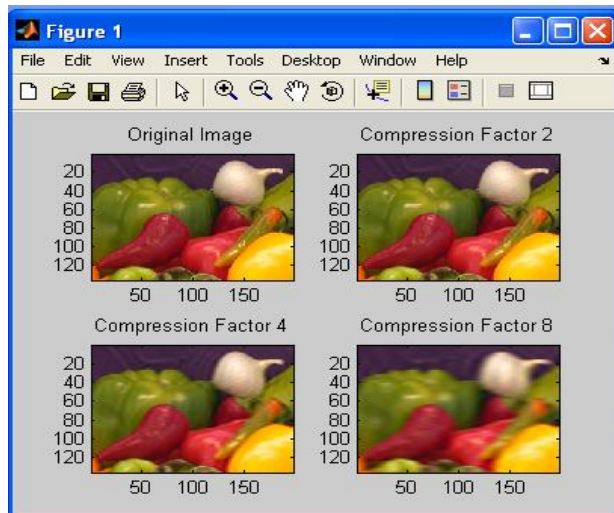 Figure 1
File Edit View Insert Tools Desktop Window Help
Original Image
20
40
60
80
100
120
50 100 150
Compression Factor 2
20
40
60
80
100
120
50 100 150
Compression Factor 4
20
40
60
80
100
120
50 100 150
Compression Factor 8
20
40
60
80
100
120
50 100 150